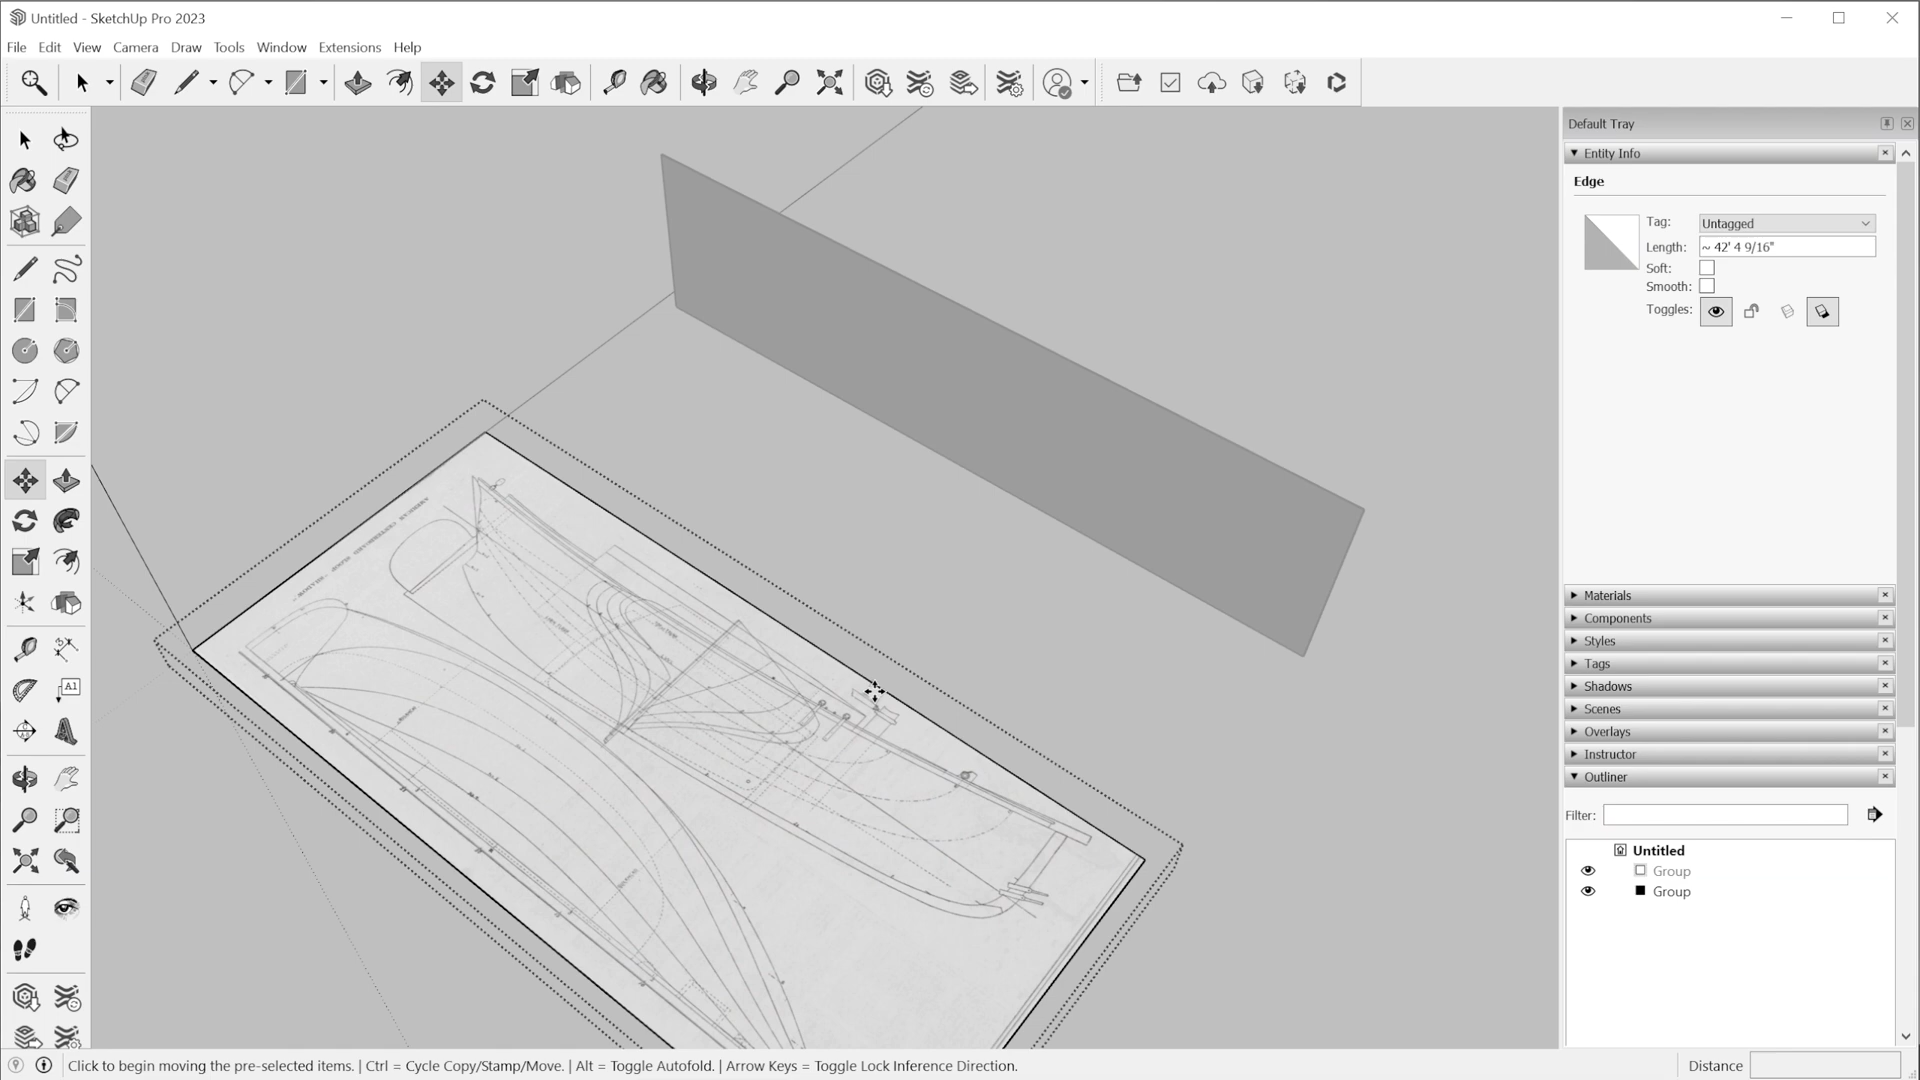 Untitled - SketchUp Pro 2023
File Edit View Camera Draw Tools Window Extensions Help
Default Tray
Entity Info
Edge
Tag: Untagged
Length: ~ 42' 4 9/16"
Soft:
Smooth:
Toggles:
A1
Materials
Components
Styles
Tags
Shadows
Scenes
Overlays
Instructor
Outliner
Filter:
Untitled
Group
Group
Click to begin moving the pre-selected items. | Ctrl = Cycle Copy/Stamp/Move. | Alt = Toggle Autofold. | Arrow Keys = Toggle Lock Inference Direction.
Distance